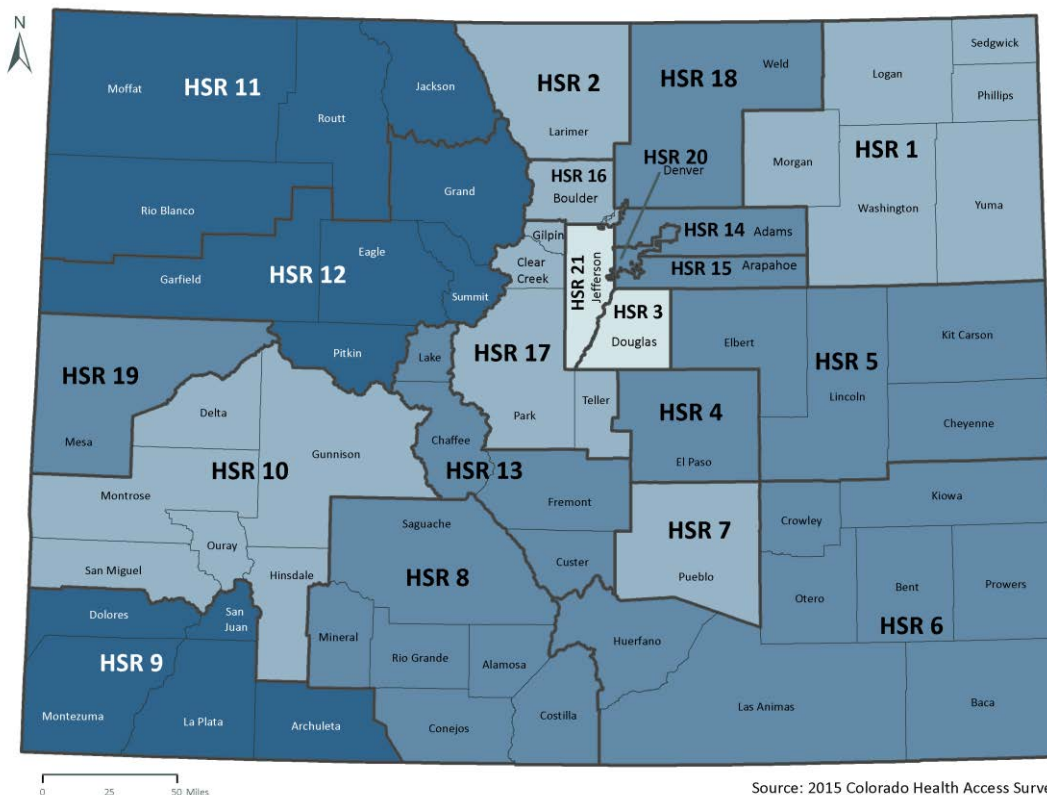 N
Sedgwick
Moffat
HSR 11
Jackson
HSR 2
HSR 18
Weld
Logan
Phillips
Routt
Larimer
HSR 1
Morgan
HSR 20
Denver
HSR 16
Boulder
Grand
Rio Blanco
Washington
Yuma
Gilpin
HSR 14
Adams
Eagle
Clear
Creek
HSR 21
Jefferson
HSR 15
Arapahoe
Garfield
HSR 12
Summit
HSR 3
Douglas
Kit Carson
Pitkin
Lake
HSR 17
Elbert
HSR 5
HSR 19
Lincoln
Delta
Park
Teller
HSR 4
Cheyenne
Mesa
Chaffee
Gunnison
HSR 10
HSR 13
El Paso
Montrose
Fremont
Kiowa
Saguache
Crowley
HSR 7
Ouray
Custer
San Miguel
Hinsdale
HSR 8
Pueblo
Otero
Bent
Prowers
Dolores
San
Juan
HSR 6
Mineral
Huerfano
HSR 9
Rio Grande
Alamosa
Montezuma
La Plata
Archuleta
Conejos
Costilla
Las Animas
Baca
0 25 50 Miles
Source: 2015 Colorado Health Access Surve